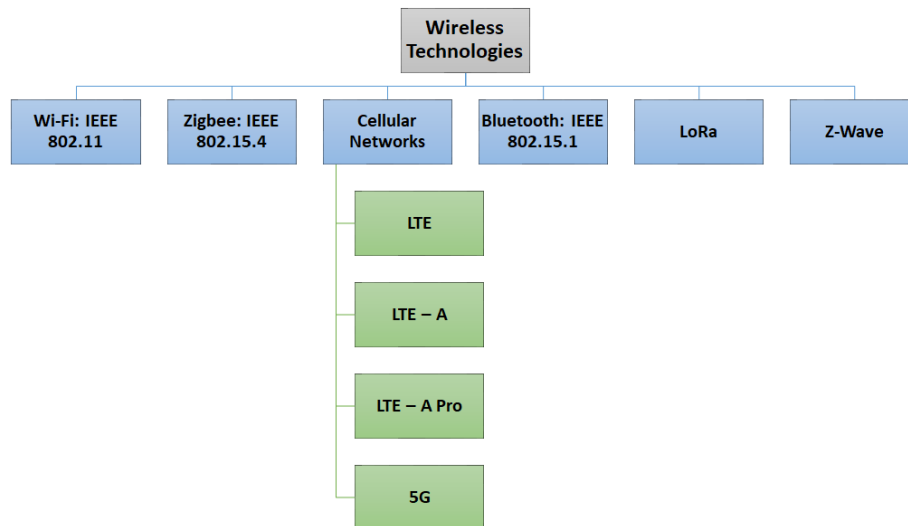 Wireless
Technologies
Wi-Fi: IEEE
802.11
Zigbee: IEEE
802.15.4
Cellular
Networks
Bluetooth: IEEE
802.15.1
LoRa
Z-Wave
LTE
LTE – A
LTE – A Pro
5G